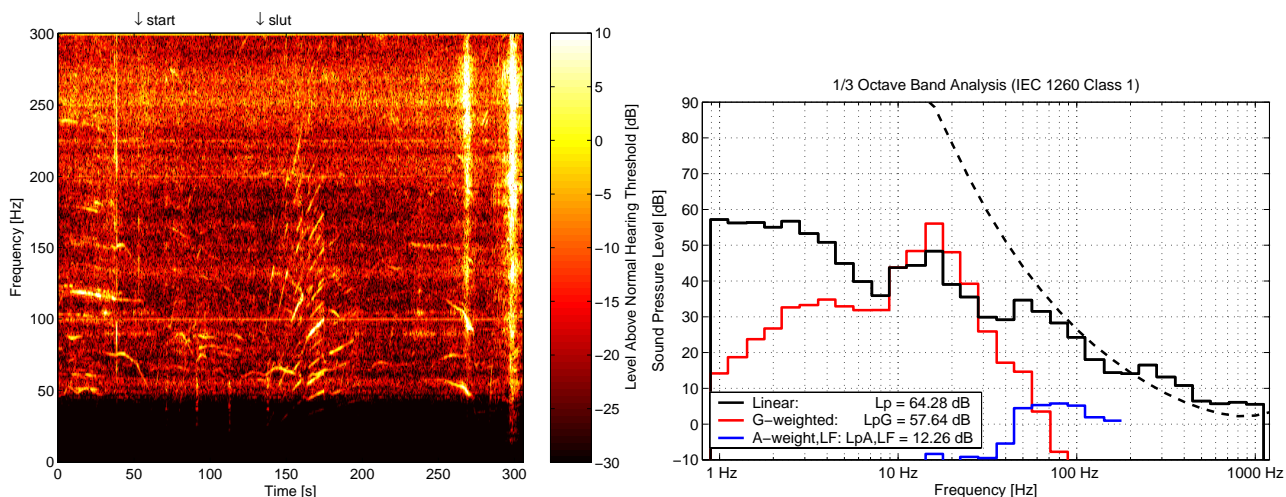 ↓ start
↓ slut
300
250
200
150
100
50
0
Frequency [Hz]
0 50 100 150 200 250 300
Time [s]
10
5
0
−5
−10
−15
−20
−25
−30
Level Above Normal Hearing Threshold [dB]
1/3 Octave Band Analysis (IEC 1260 Class 1)
90
80
70
60
50
40
30
20
10
0
−10
Sound Pressure Level [dB]
Linear: Lp = 64.28 dB
G−weighted: LpG = 57.64 dB
A−weight,LF: LpA,LF = 12.26 dB
1 Hz 10 Hz 100 Hz 1000 Hz
Frequency [Hz]